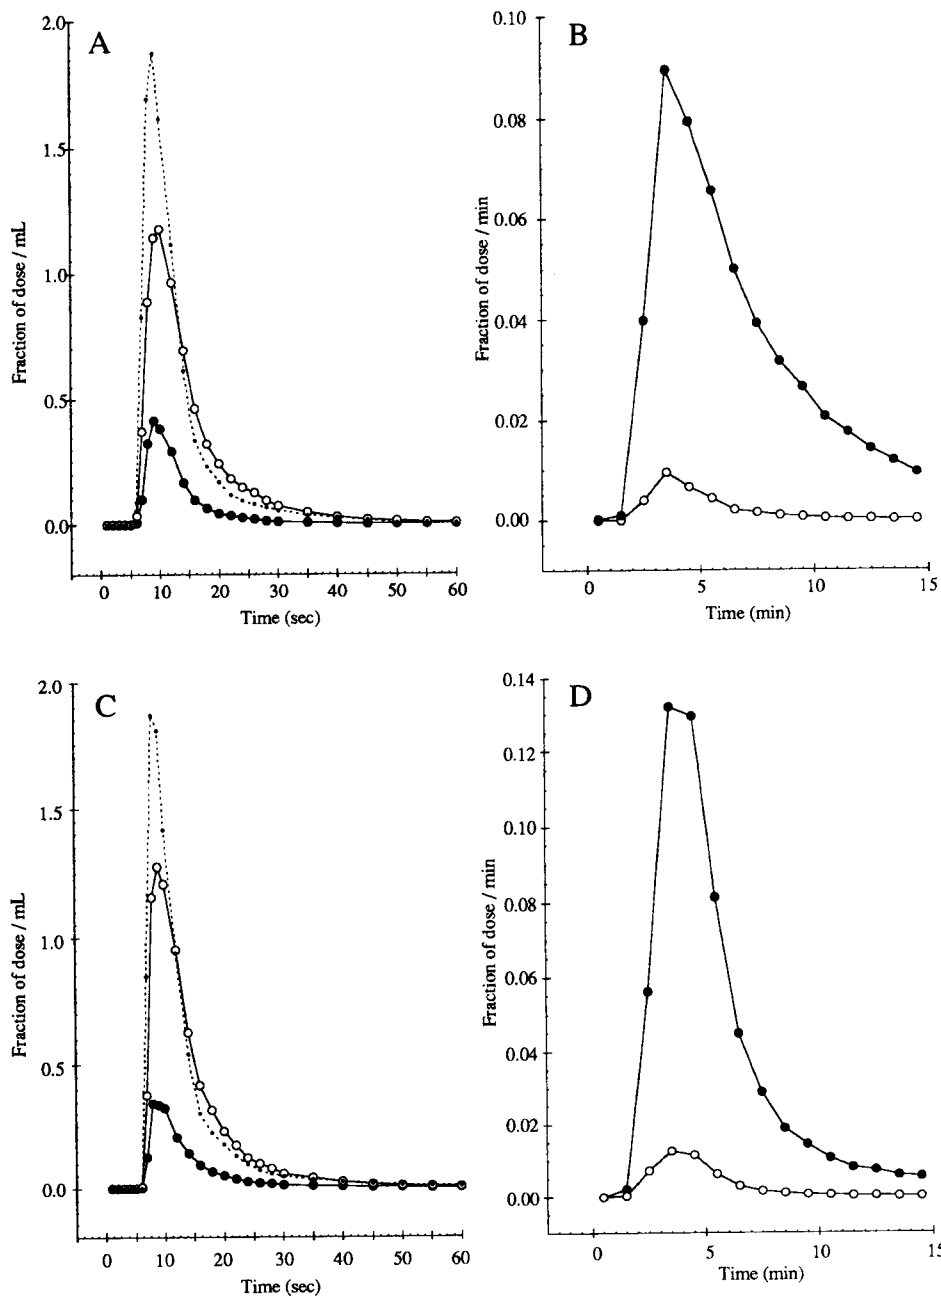 A
2.0
1.5
1.0
0.5
0.0
Fraction of dose / mL
0 10 20 30 40 50 60
Time (sec)
B
0.10
0.08
0.06
0.04
0.02
0.00
Fraction of dose / min
0 5 10 15
Time (min)
C
2.0
1.5
1.0
0.5
0.0
Fraction of dose / mL
0 10 20 30 40 50 60
Time (sec)
D
0.14
0.12
0.10
0.08
0.06
0.04
0.02
0.00
Fraction of dose / min
0 5 10 15
Time (min)